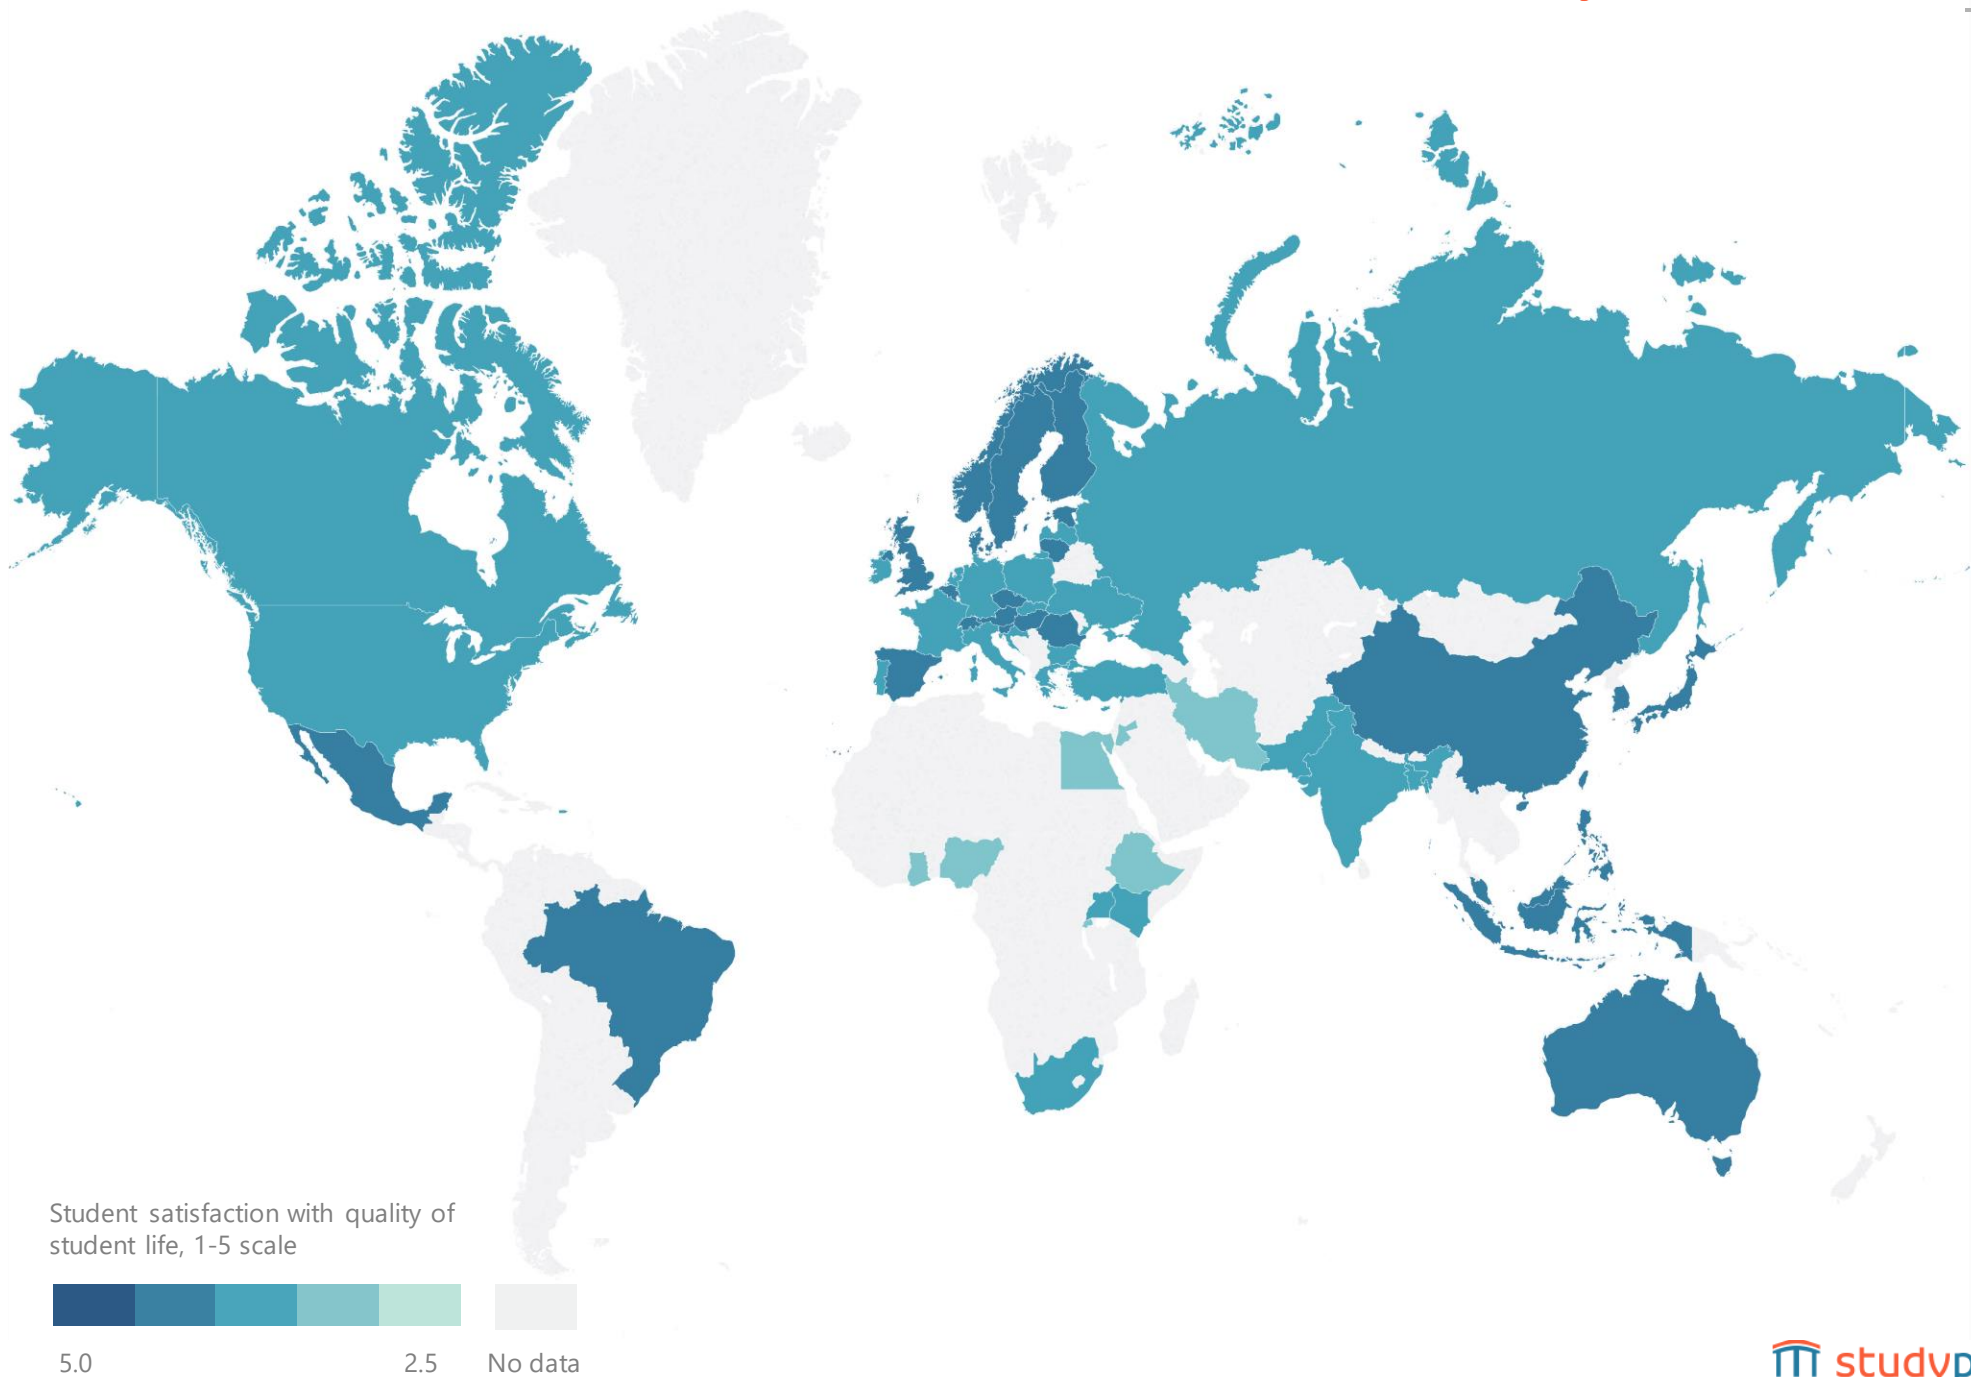 Student satisfaction with quality of
student life, 1-5 scale
5.0
2.5
No data